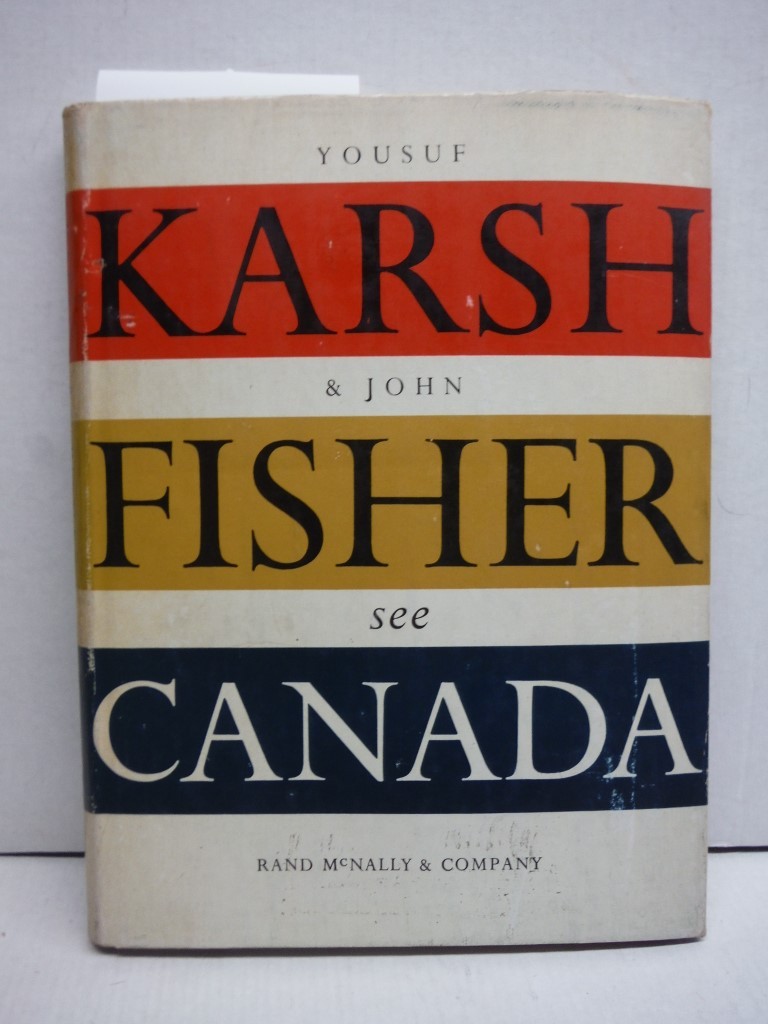 YOUSUF
KARSH
& JOHN
FISHER
see
CANADA
RAND McNALLY & COMPANY